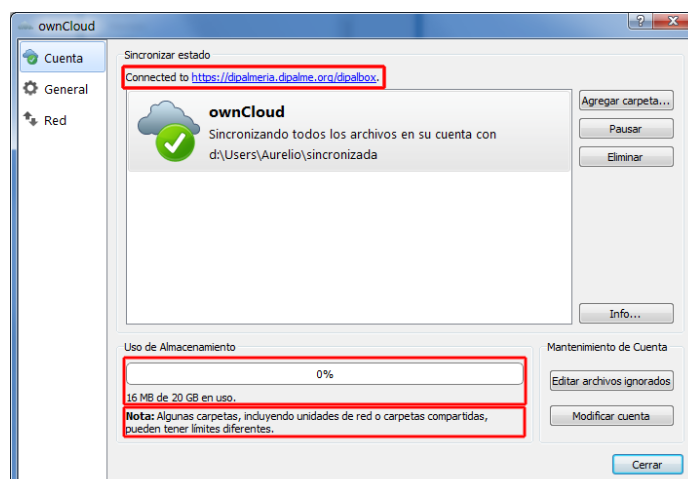 ownCloud
Cuenta
General
Red
Sincronizar estado
Connected to https://dipalmeria.dipalme.org/dipalbox.
ownCloud
Sincronizando todos los archivos en su cuenta con
d:\Users\Aurelio\sincronizada
Agregar carpeta...
Pausar
Eliminar
Info...
Uso de Almacenamiento
0%
16 MB de 20 GB en uso.
Nota: Algunas carpetas, incluyendo unidades de red o carpetas compartidas,
pueden tener límites diferentes.
Mantenimiento de Cuenta
Editar archivos ignorados
Modificar cuenta
Cerrar